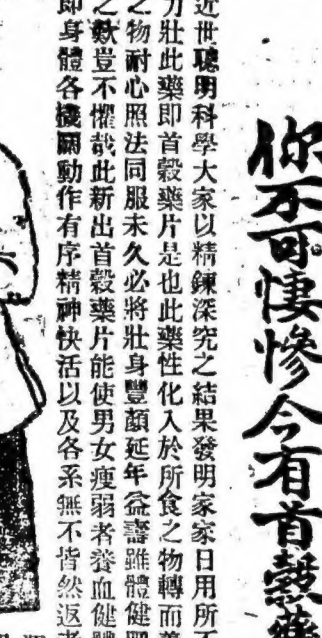 你不可悽慘今有首穀藥
近世聰明科學大家以精鍊深究之結果發明家家日用所
力壯此藥即首穀藥片是也此藥性化入於所食之物轉而
之物耐心照法同服未久必將壯身豐顏延年益壽雖體健
之歎豈不懼哉此新出首穀藥片能使男女瘦弱者養血健
即身體各機關動作有序精神快活以及各系無不皆然返